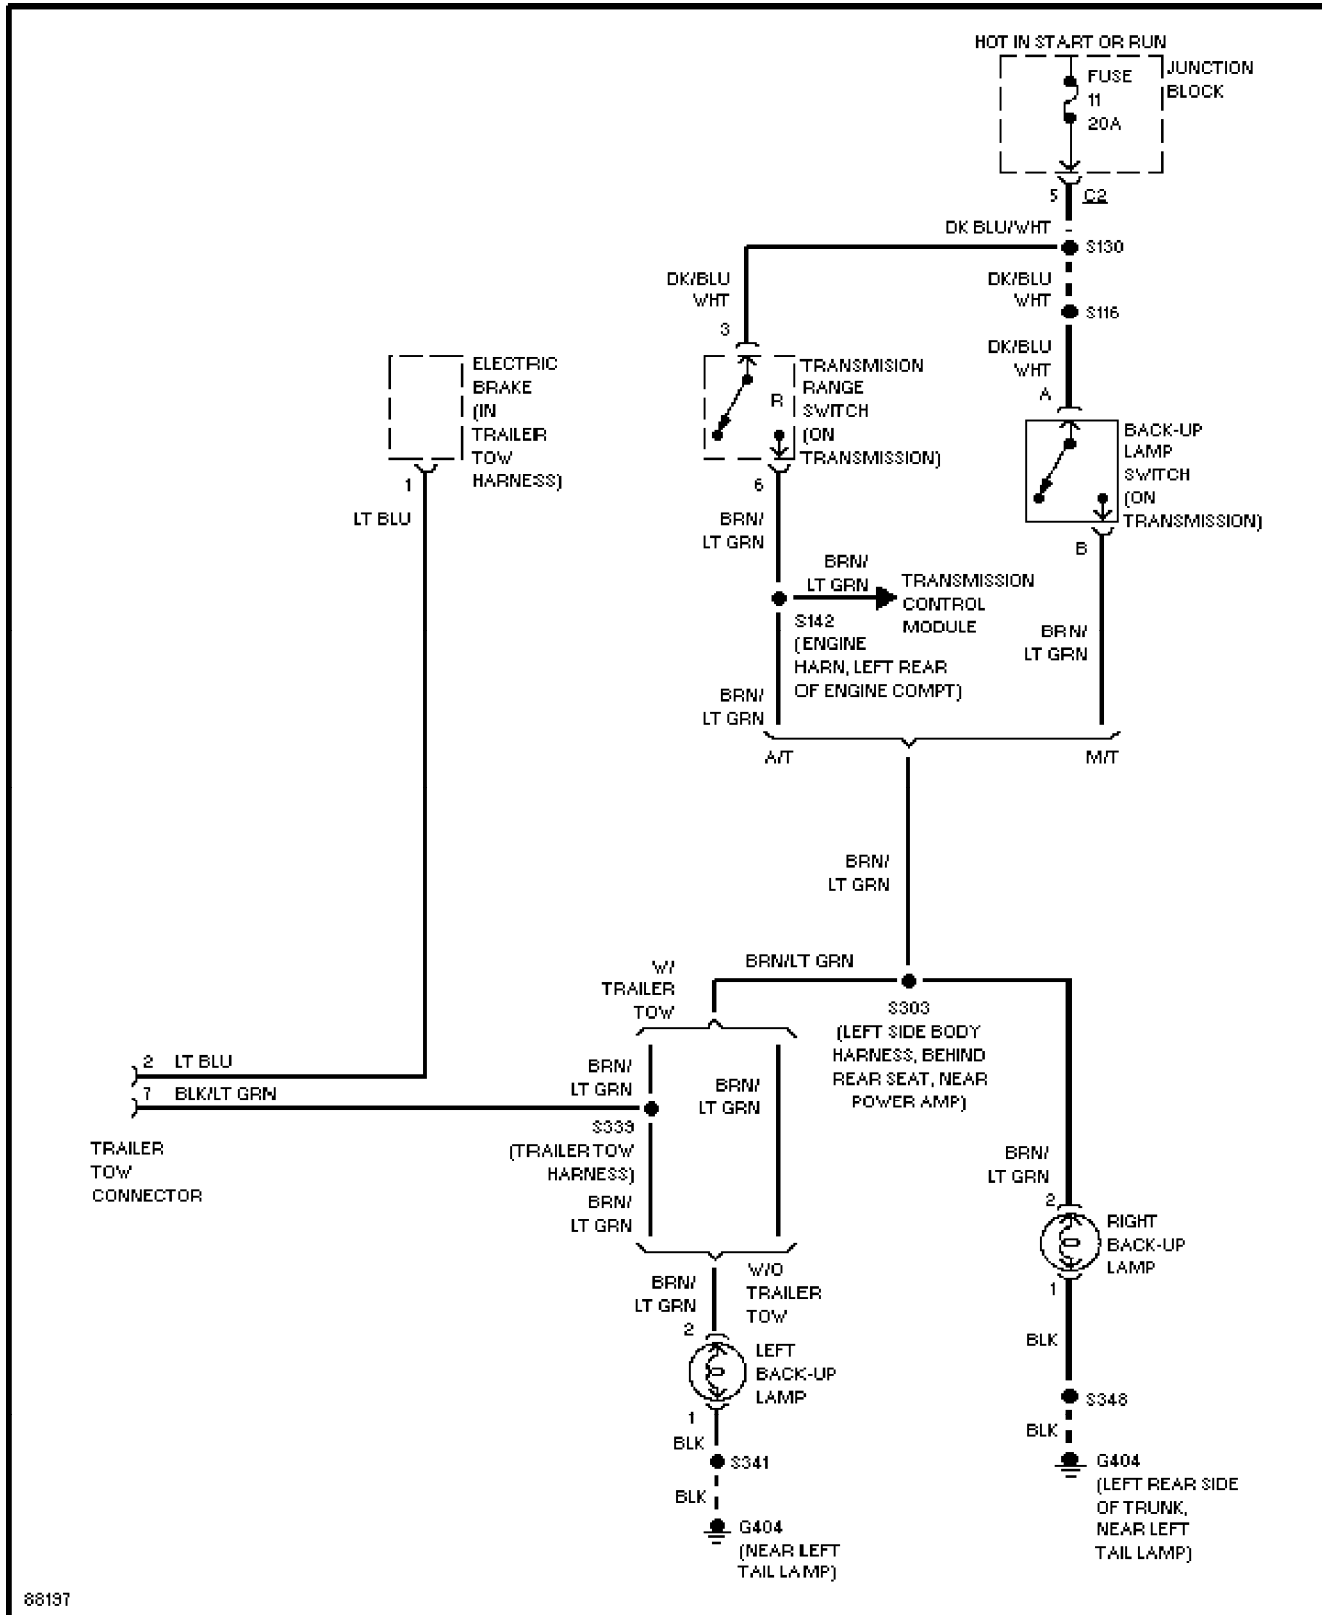 HOT IN START OR RUN
FUSE
11
20A
JUNCTION
BLOCK
5 C2
DK BLU/WHT
S130
DK/BLU
WHT
3
DK/BLU
WHT
S116
DK/BLU
WHT
A
ELECTRIC
BRAKE
(IN
TRAILER
TOW
HARNESS)
1
LT BLU
R
TRANSMISION
RANGE
SWITCH
(ON
TRANSMISSION)
6
BRN/
LT GRN
BACK-UP
LAMP
SWITCH
(ON
TRANSMISSION)
B
BRN/
LT GRN
TRANSMISSION
CONTROL
MODULE
S142
(ENGINE
HARN, LEFT REAR
OF ENGINE COMPT)
BRN/
LT GRN
BRN/
LT GRN
A/T
M/T
BRN/
LT GRN
BRN/LT GRN
W/
TRAILER
TOW
S303
(LEFT SIDE BODY
HARNESS, BEHIND
REAR SEAT, NEAR
POWER AMP)
2 LT BLU
7 BLK/LT GRN
TRAILER
TOW
CONNECTOR
BRN/
LT GRN
BRN/
LT GRN
S339
(TRAILER TOW
HARNESS)
BRN/
LT GRN
BRN/
LT GRN
2
RIGHT
BACK-UP
LAMP
1
BLK
S348
BLK
G404
(LEFT REAR SIDE
OF TRUNK,
NEAR LEFT
TAIL LAMP)
W/O
TRAILER
TOW
BRN/
LT GRN
2
LEFT
BACK-UP
LAMP
1
BLK
S341
BLK
G404
(NEAR LEFT
TAIL LAMP)
88197